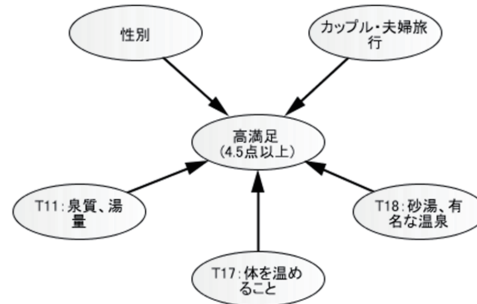 性別
カップル・夫婦旅
行
高満足
(4.5点以上)
T11:泉質、湯
量
T18:砂湯、有
名な温泉
T17:体を温め
ること